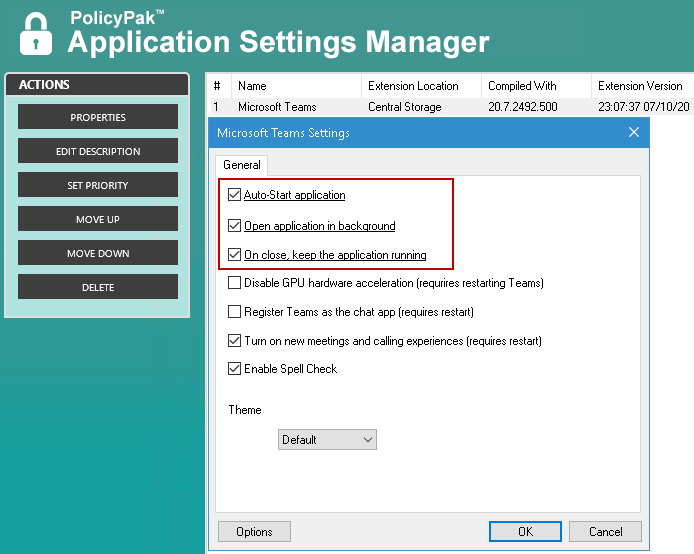 PolicyPak™
Application Settings Manager
ACTIONS
PROPERTIES
EDIT DESCRIPTION
SET PRIORITY
MOVE UP
MOVE DOWN
DELETE
# Name Extension Location Compiled With Extension Version
1 Microsoft Teams Central Storage 20.7.2492.500 23:07:37 07/10/20
Microsoft Teams Settings
General
Auto-Start application
Open application in background
On close, keep the application running
Disable GPU hardware acceleration (requires restarting Teams)
Register Teams as the chat app (requires restart)
Turn on new meetings and calling experiences (requires restart)
Enable Spell Check
Theme
Default
Options OK Cancel